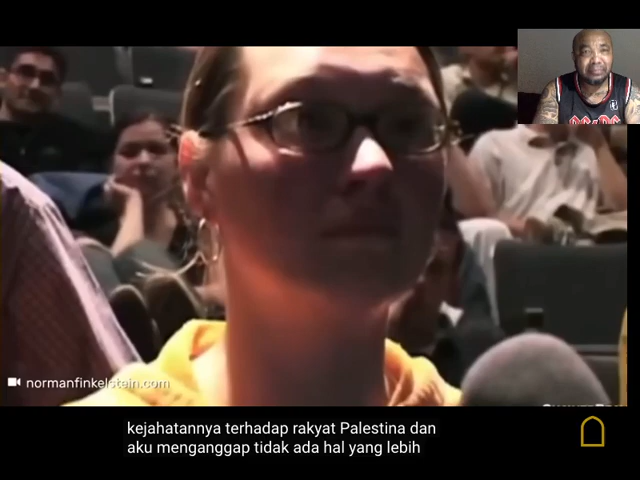 normanfinkelstein.com
kejahatannya terhadap rakyat Palestina dan
aku menganggap tidak ada hal yang lebih